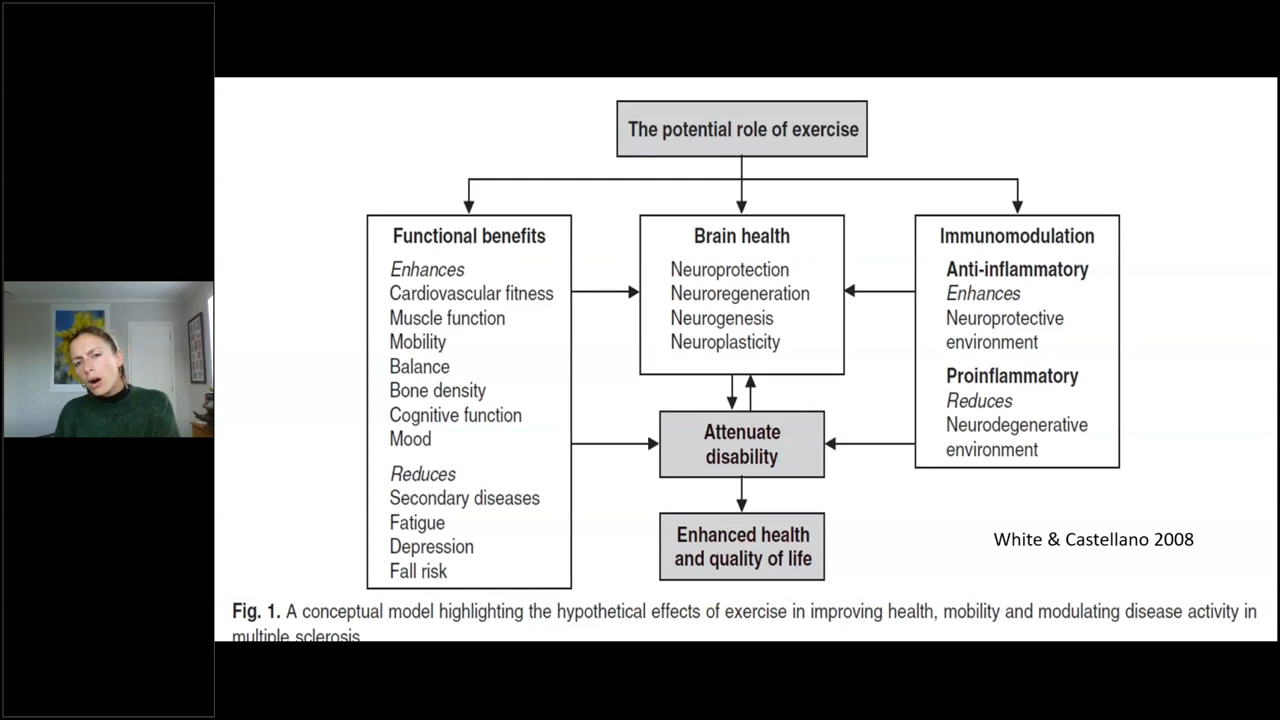 The potential role of exercise
Functional benefits
Enhances
Cardiovascular fitness
Muscle function
Mobility
Balance
Bone density
Cognitive function
Mood
Reduces
Secondary diseases
Fatigue
Depression
Fall risk
Brain health
Neuroprotection
Neuroregeneration
Neurogenesis
Neuroplasticity
Immunomodulation
Anti-inflammatory
Enhances
Neuroprotective
environment
Proinflammatory
Reduces
Neurodegenerative
environment
Attenuate
disability
Enhanced health
and quality of life
White & Castellano 2008
Fig. 1. A conceptual model highlighting the hypothetical effects of exercise in improving health, mobility and modulating disease activity in
multiple sclerosis